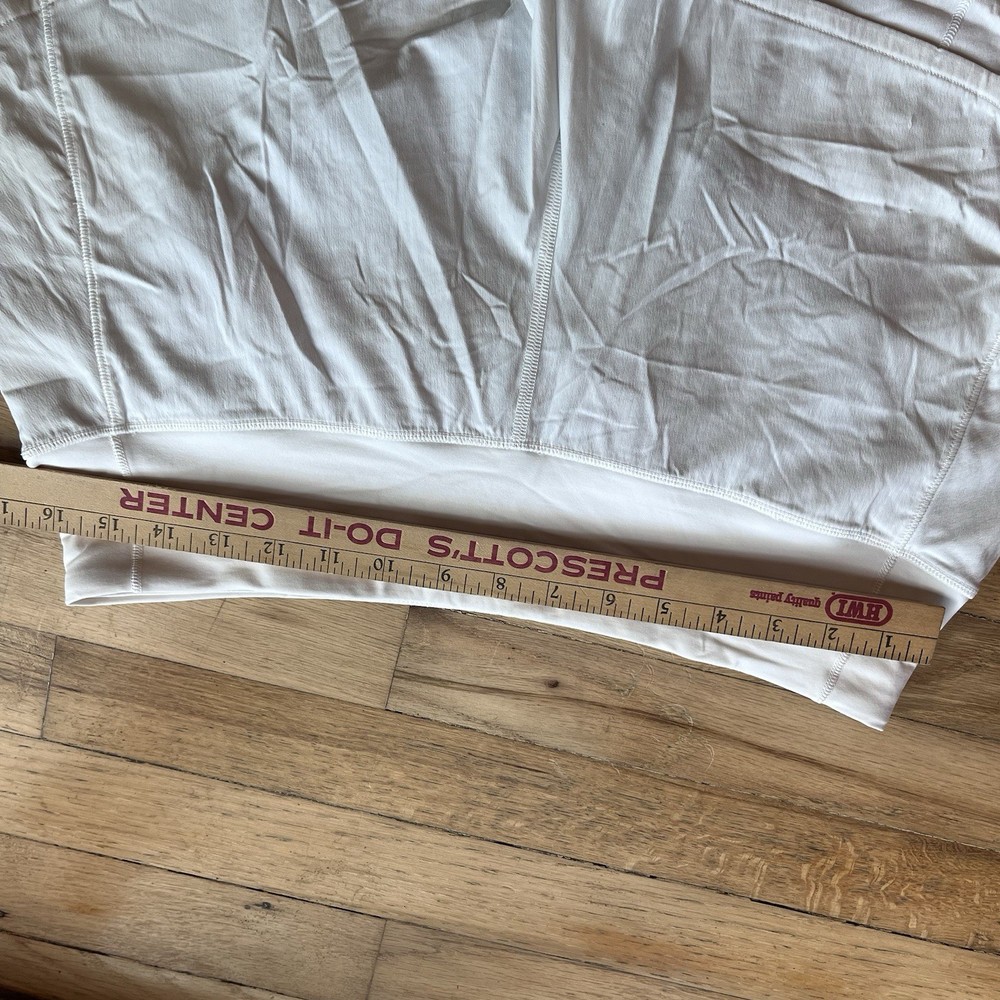 PRESCOTT'S DO-IT CENTER
HWI quality paints
1 2 3 4 5 6 7 8 9 10 11 12 13 14 15 16 1